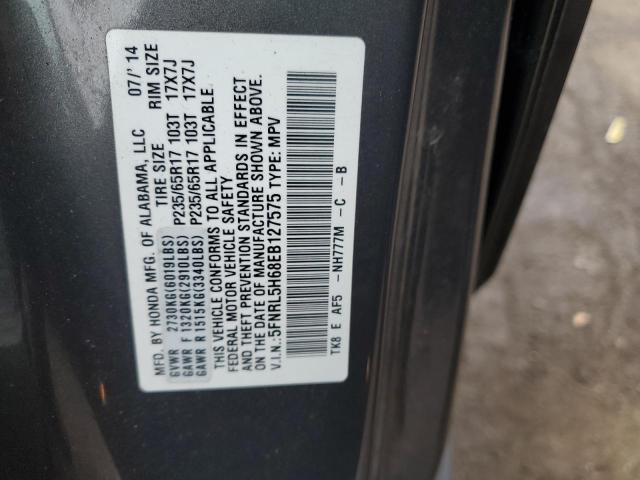 MFD. BY HONDA MFG. OF ALABAMA, LLC 07/'14
TIRE SIZE RIM SIZE
GVWR 2730KG(6019LBS)
GAWR F 1320KG(2910LBS) P235/65R17 103T 17X7J
GAWR R 1515KG(3340LBS) P235/65R17 103T 17X7J
THIS VEHICLE CONFORMS TO ALL APPLICABLE
FEDERAL MOTOR VEHICLE SAFETY
AND THEFT PREVENTION STANDARDS IN EFFECT
ON THE DATE OF MANUFACTURE SHOWN ABOVE.
V.I.N.:5FNRL5H68EB127575 TYPE: MPV
TK8 E AF5 -NH777M -C -B